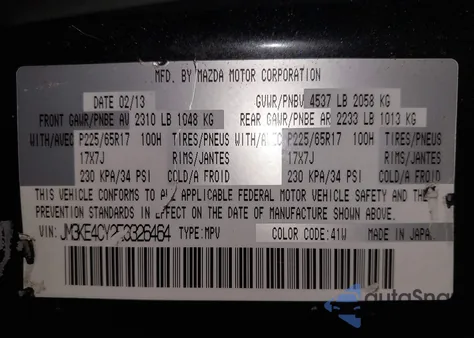 MFD. BY MAZDA MOTOR CORPORATION
DATE 02/13 GVWR/PNBV 4537 LB 2058 KG
FRONT GAWR/PNBE AV 2310 LB 1048 KG REAR GAWR/PNBE AR 2233 LB 1013 KG
WITH/AVEC P225/65R17 100H TIRES/PNEUS WITH/AVEC P225/65R17 100H TIRES/PNEUS
17X7J RIMS/JANTES 17X7J RIMS/JANTES
230 KPA/34 PSI COLD/A FROID 230 KPA/34 PSI COLD/A FROID
THIS VEHICLE CONFORMS TO ALL APPLICABLE FEDERAL MOTOR VEHICLE SAFETY AND THEFT
PREVENTION STANDARDS IN EFFECT ON THE DATE OF MANUFACTURE SHOWN ABOVE.
VIN: TYPE:MPV COLOR CODE:41W MADE IN JAPAN